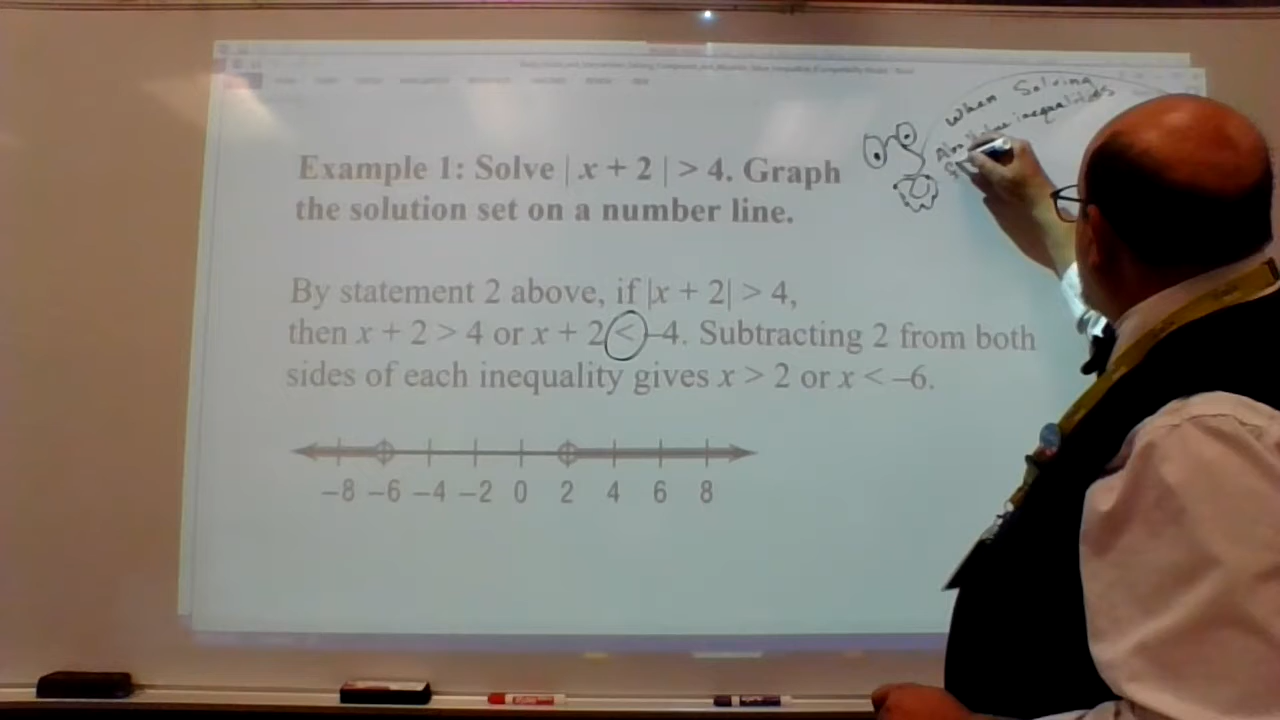 Example 1: Solve | x + 2 | > 4. Graph
the solution set on a number line.
By statement 2 above, if |x + 2| > 4,
then x + 2 > 4 or x + 2 < –4. Subtracting 2 from both
sides of each inequality gives x > 2 or x < –6.
–8 –6 –4 –2 0 2 4 6 8
When Solving
inequalities